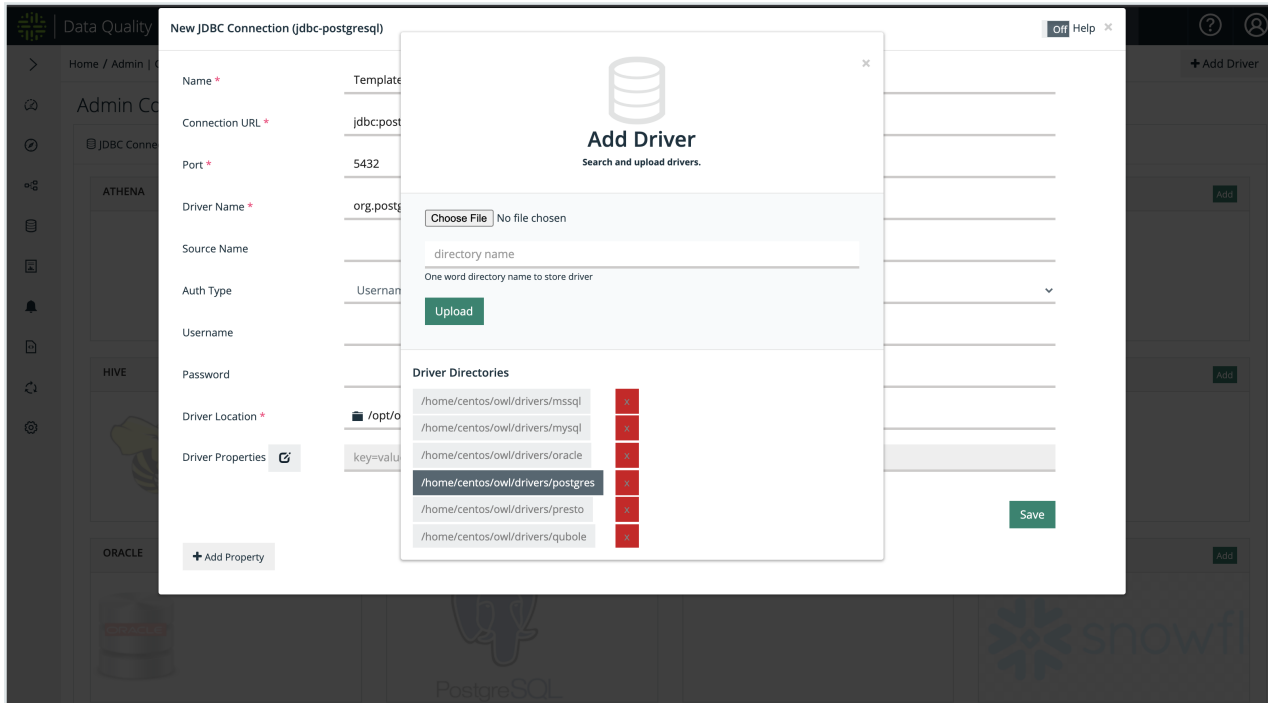 Data Quality
New JDBC Connection (jdbc-postgresql)
Off Help ×
Home / Admin |
+ Add Driver
Admin Co
JDBC Conne
Name *
Template
Connection URL *
jdbc:post
Port *
5432
Driver Name *
org.postg
Source Name
Auth Type
Usernam
Username
Password
Driver Location *
/opt/o
Driver Properties
key=valu
Save
+ Add Property
×
Add Driver
Search and upload drivers.
Choose File No file chosen
directory name
One word directory name to store driver
Upload
Driver Directories
/home/centos/owl/drivers/mssql x
/home/centos/owl/drivers/mysql x
/home/centos/owl/drivers/oracle x
/home/centos/owl/drivers/postgres x
/home/centos/owl/drivers/presto x
/home/centos/owl/drivers/qubole x
ATHENA
Add
HIVE
Add
ORACLE
Add
ORACLE
PostgreSQL
snowfl